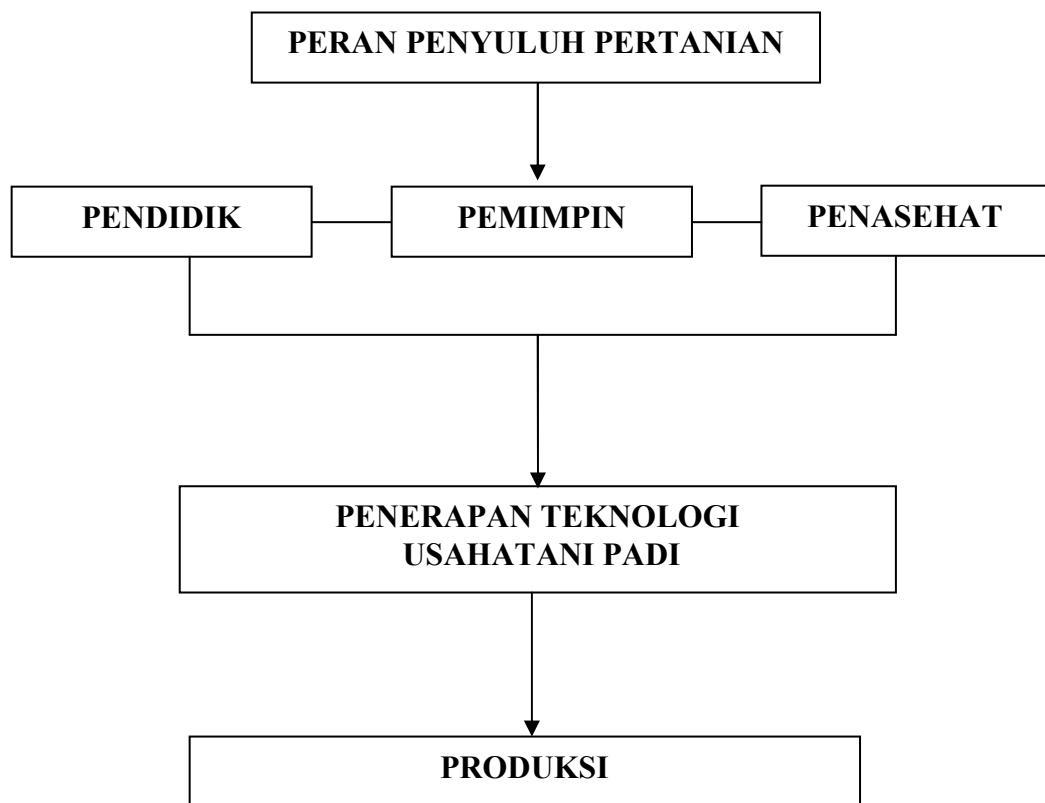 PERAN PENYULUH PERTANIAN
PENDIDIK
PEMIMPIN
PENASEHAT
PENERAPAN TEKNOLOGI
USAHATANI PADI
PRODUKSI